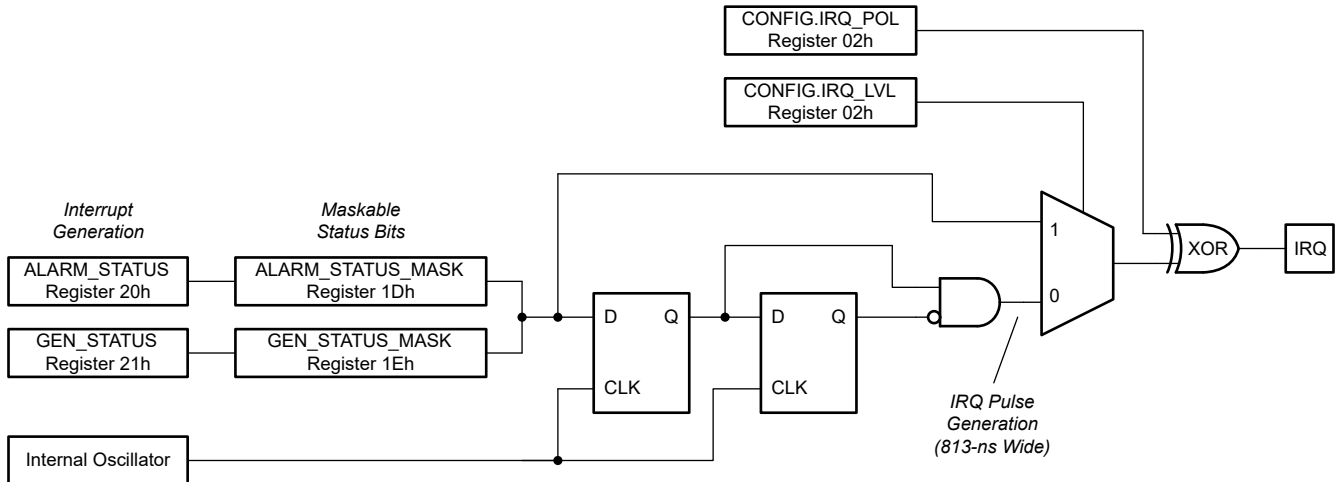 CONFIG.IRQ_POL
Register 02h
CONFIG.IRQ_LVL
Register 02h
Interrupt
Generation
Maskable
Status Bits
ALARM_STATUS
Register 20h
ALARM_STATUS_MASK
Register 1Dh
GEN_STATUS
Register 21h
GEN_STATUS_MASK
Register 1Eh
Internal Oscillator
D
Q
CLK
D
Q
CLK
1
0
XOR
IRQ
IRQ Pulse
Generation
(813-ns Wide)